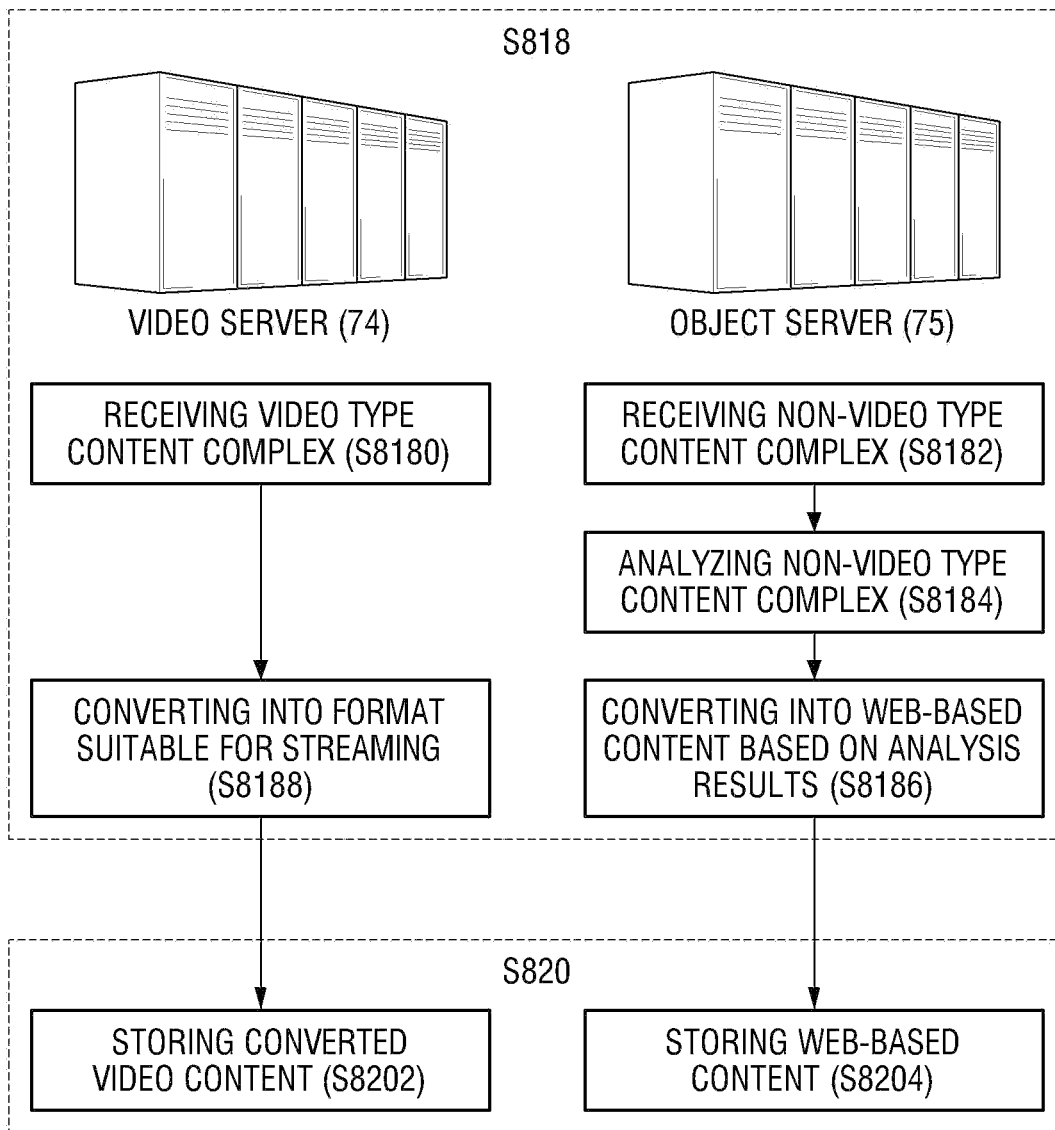 S818
VIDEO SERVER (74)
OBJECT SERVER (75)
RECEIVING VIDEO TYPE
CONTENT COMPLEX (S8180)
RECEIVING NON-VIDEO TYPE
CONTENT COMPLEX (S8182)
ANALYZING NON-VIDEO TYPE
CONTENT COMPLEX (S8184)
CONVERTING INTO FORMAT
SUITABLE FOR STREAMING
(S8188)
CONVERTING INTO WEB-BASED
CONTENT BASED ON ANALYSIS
RESULTS (S8186)
S820
STORING CONVERTED
VIDEO CONTENT (S8202)
STORING WEB-BASED
CONTENT (S8204)